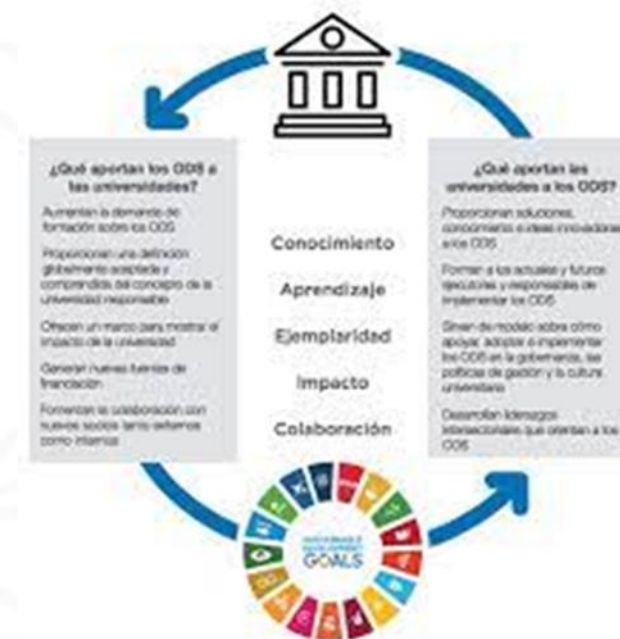 ¿Qué aportan los ODS a
las universidades?
Aumentan la demanda de
formación sobre los ODS
Proporcionan una definición
globalmente aceptada y
comprendida del concepto de la
universidad responsable
Ofrecen un marco para mostrar el
impacto de la universidad
Generan nuevas fuentes de
financiación
Fomentan la colaboración con
nuevos socios tanto externos
como internos
Conocimiento
Aprendizaje
Ejemplaridad
Impacto
Colaboración
¿Qué aportan las
universidades a los ODS?
Proporcionan soluciones,
conocimiento e ideas innovadoras
a los ODS
Forman a los actuales y futuros
ejecutores y responsables de
implementar los ODS
Sirven de modelo sobre cómo
apoyar, adoptar e implementar
los ODS en la gobernanza, las
políticas de gestión y la cultura
universitaria
Desarrollan liderazgos
intersectoriales que orientan a los
ODS
SUSTAINABLE
DEVELOPMENT
GOALS